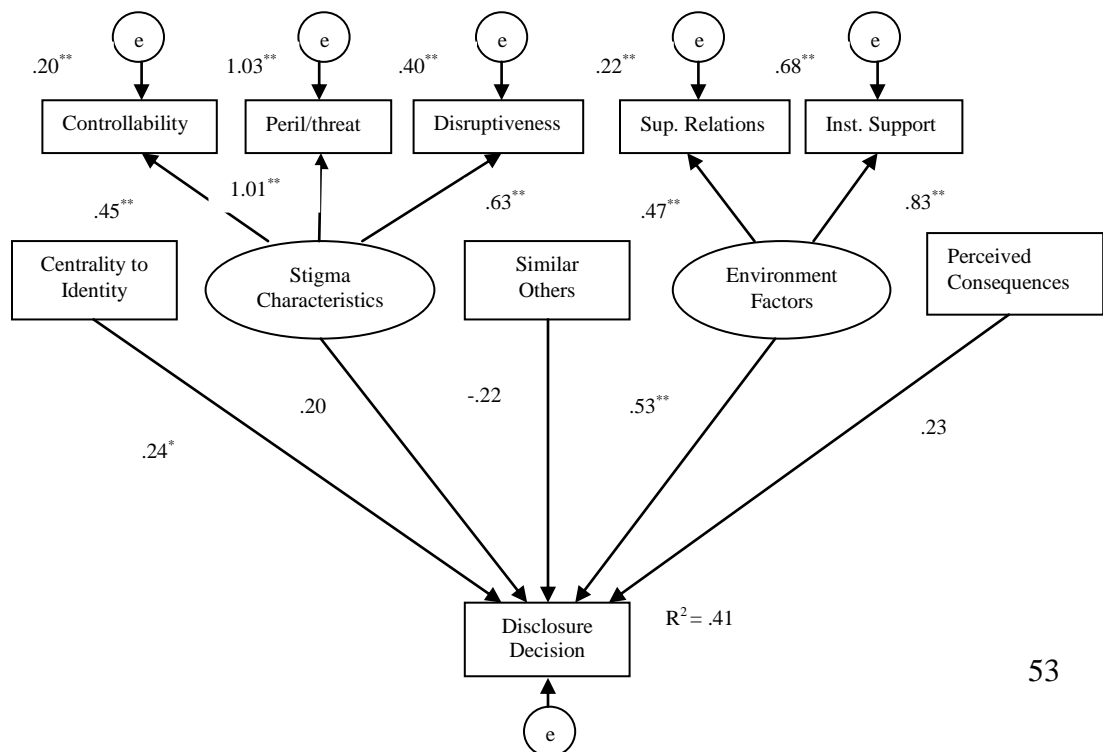 e
e
e
e
e
.20**
1.03**
.40**
.22**
.68**
Controllability
Peril/threat
Disruptiveness
Sup. Relations
Inst. Support
.45**
1.01**
.63**
.47**
.83**
Centrality to
Identity
Stigma
Characteristics
Similar
Others
Environment
Factors
Perceived
Consequences
.24*
.20
-.22
.53**
.23
Disclosure
Decision
R² = .41
e
53